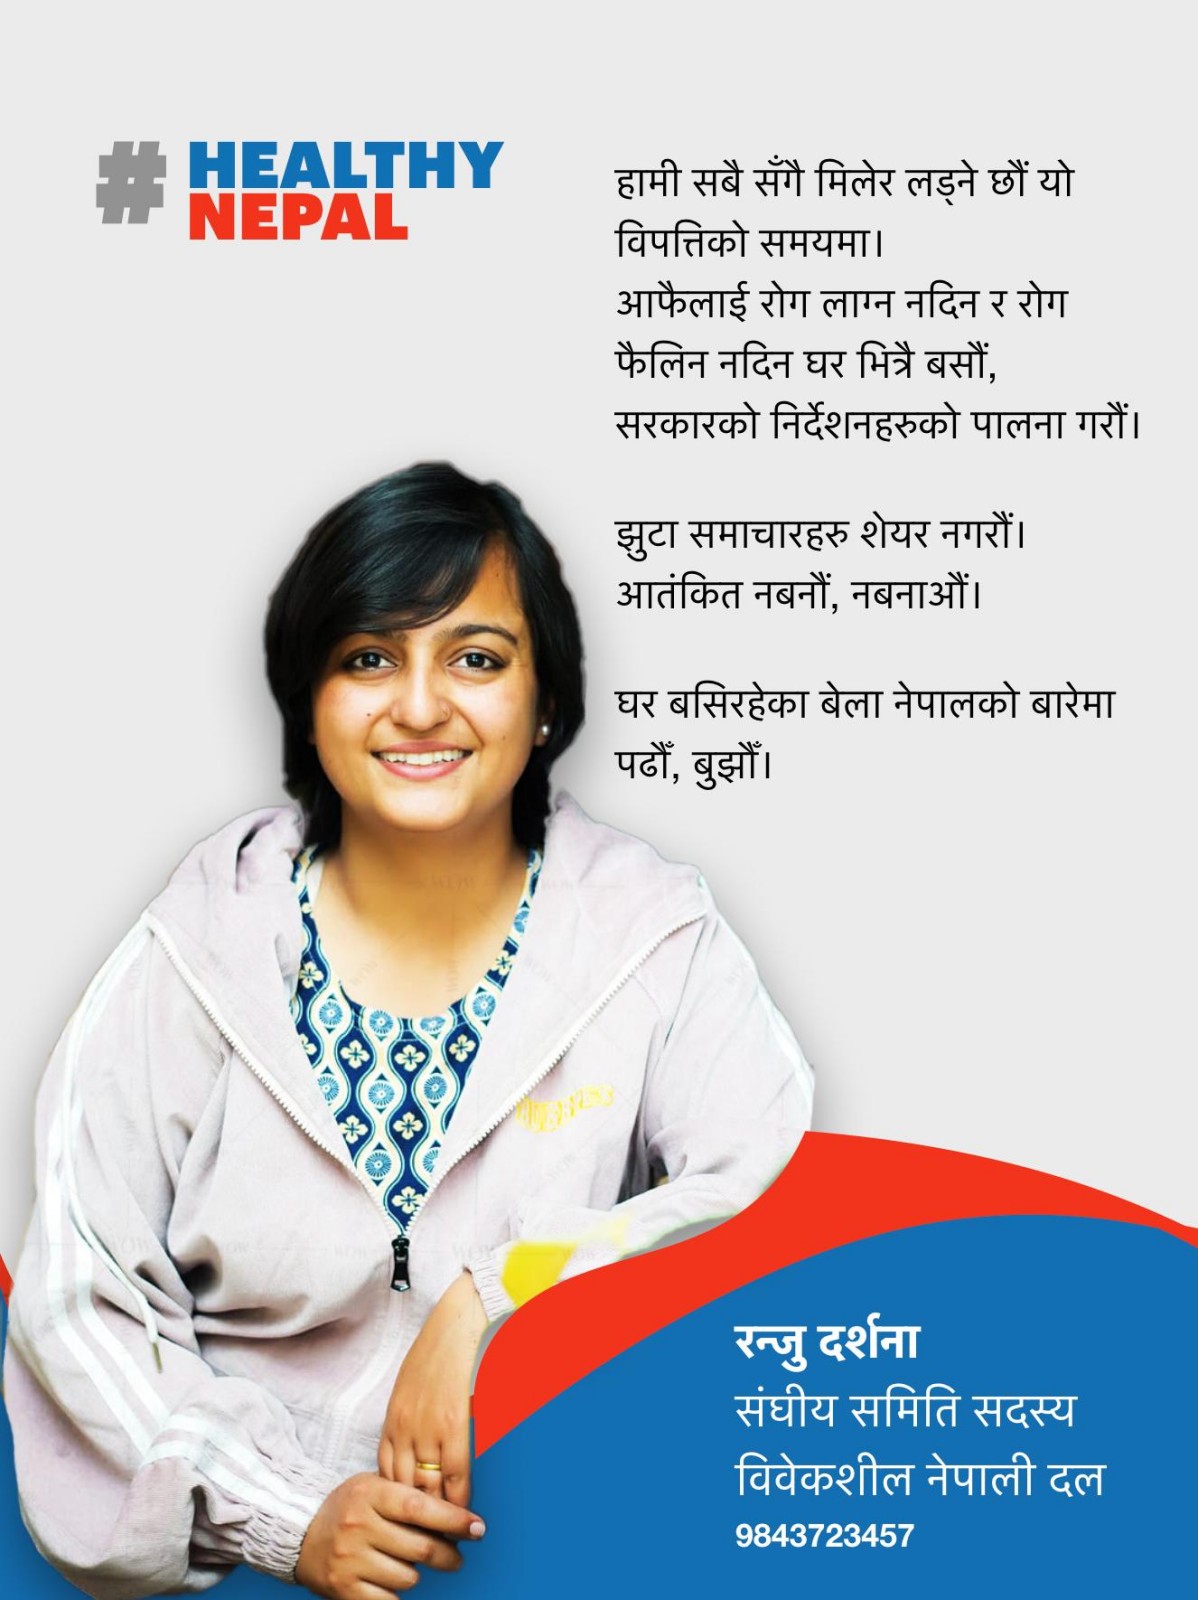 # HEALTHY
NEPAL
हामी सबै सँगै मिलेर लड्ने छौं यो
विपत्तिको समयमा।
आफैलाई रोग लाग्न नदिन र रोग
फैलिन नदिन घर भित्रै बसौं,
सरकारको निर्देशनहरुको पालना गरौं।
झुटा समाचारहरु शेयर नगरौं।
आतंकित नबनौं, नबनाऔं।
घर बसिरहेका बेला नेपालको बारेमा
पढौँ, बुझौँ।
रन्जु दर्शना
संघीय समिति सदस्य
विवेकशील नेपाली दल
9843723457